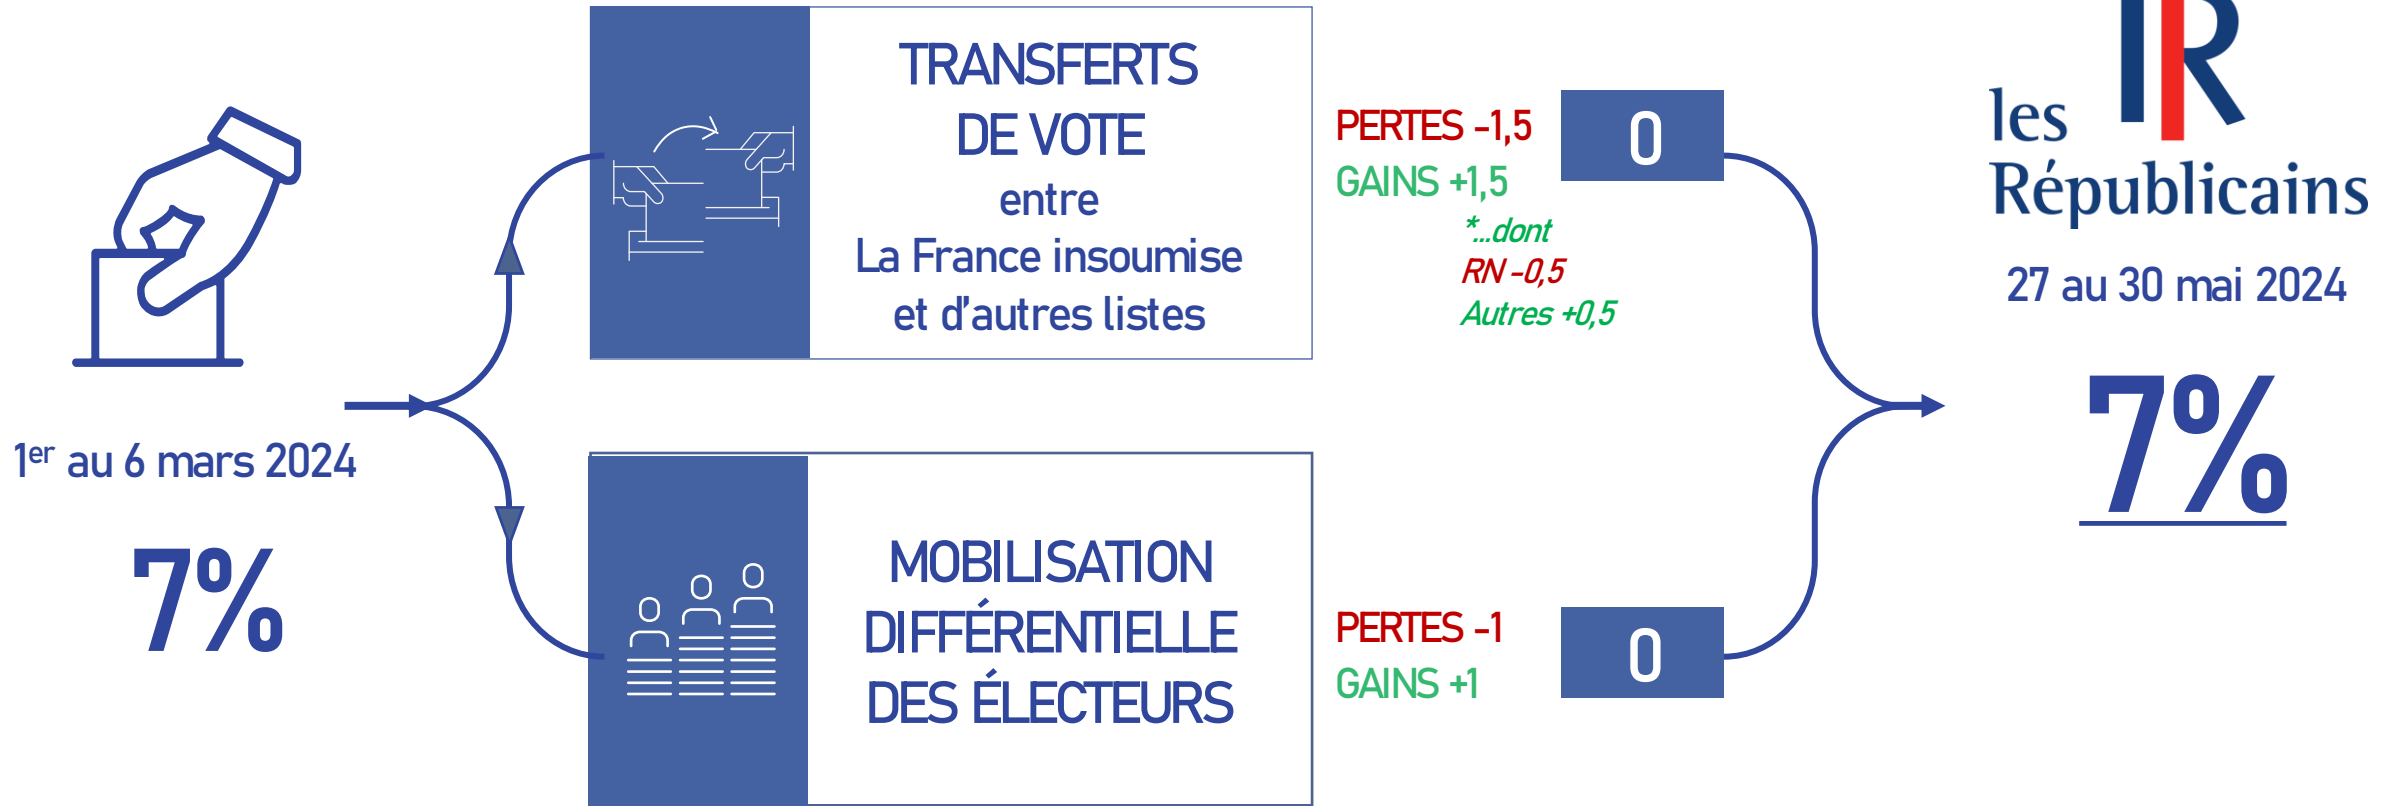 1er au 6 mars 2024
7%
TRANSFERTS
DE VOTE
entre
La France insoumise
et d'autres listes
PERTES -1,5
GAINS +1,5
*...dont
RN -0,5
Autres +0,5
0
MOBILISATION
DIFFÉRENTIELLE
DES ÉLECTEURS
PERTES -1
GAINS +1
0
lR
les
Républicains
27 au 30 mai 2024
7%